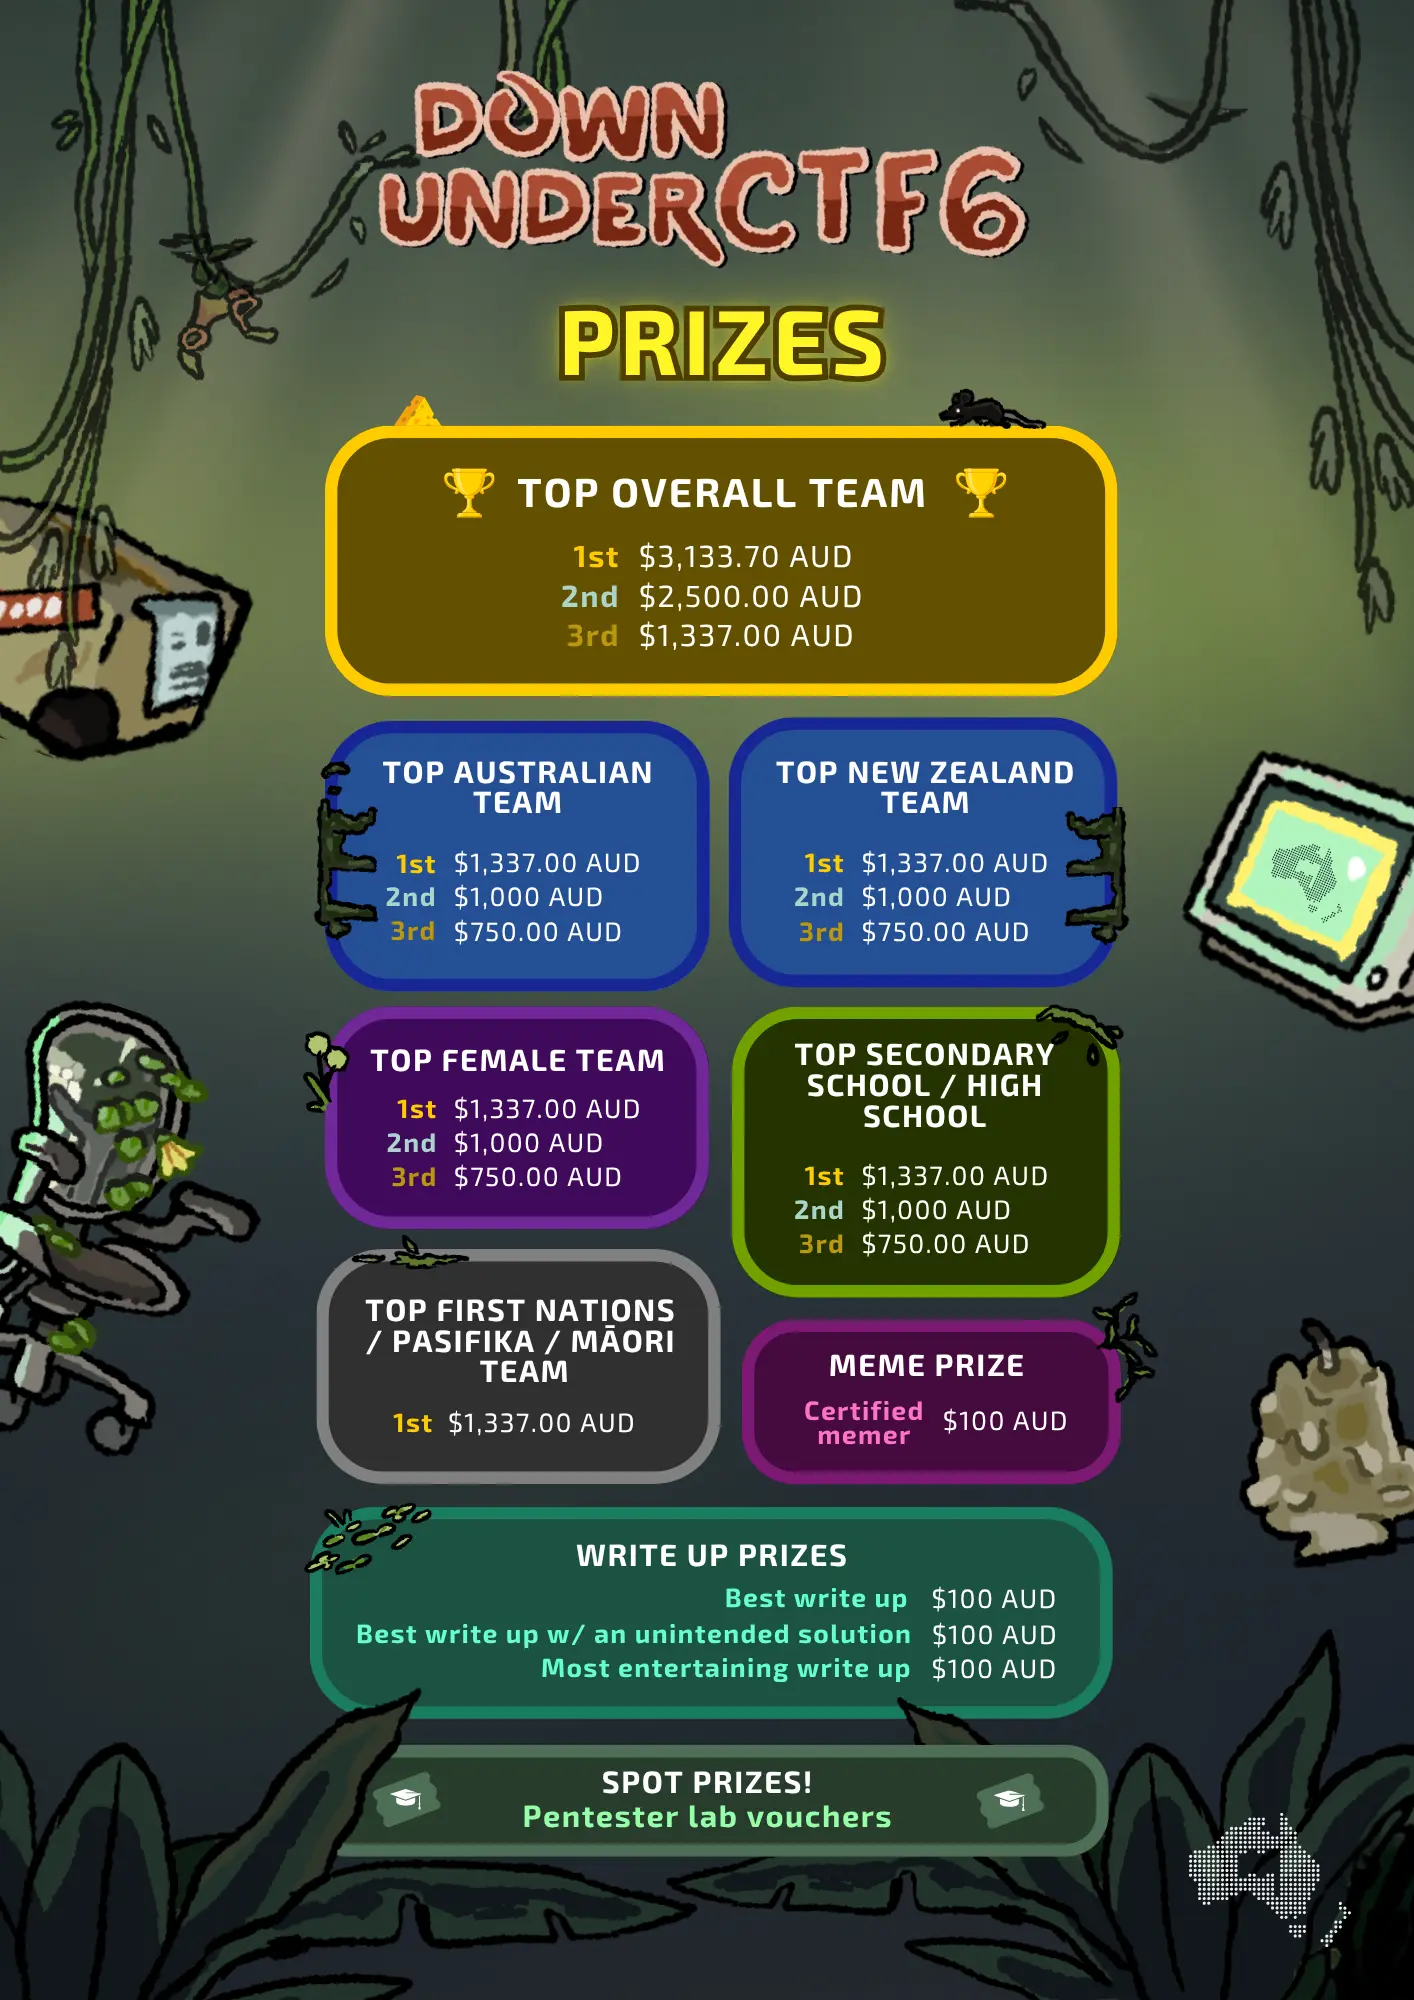 DOWN
UNDERCTF6
PRIZES
TOP OVERALL TEAM
1st $3,133.70 AUD
2nd $2,500.00 AUD
3rd $1,337.00 AUD
TOP AUSTRALIAN
TEAM
1st $1,337.00 AUD
2nd $1,000 AUD
3rd $750.00 AUD
TOP NEW ZEALAND
TEAM
1st $1,337.00 AUD
2nd $1,000 AUD
3rd $750.00 AUD
TOP FEMALE TEAM
1st $1,337.00 AUD
2nd $1,000 AUD
3rd $750.00 AUD
TOP SECONDARY
SCHOOL / HIGH
SCHOOL
1st $1,337.00 AUD
2nd $1,000 AUD
3rd $750.00 AUD
TOP FIRST NATIONS
/ PASIFIKA / MĀORI
TEAM
1st $1,337.00 AUD
MEME PRIZE
Certified
memer $100 AUD
WRITE UP PRIZES
Best write up $100 AUD
Best write up w/ an unintended solution $100 AUD
Most entertaining write up $100 AUD
SPOT PRIZES!
Pentester lab vouchers